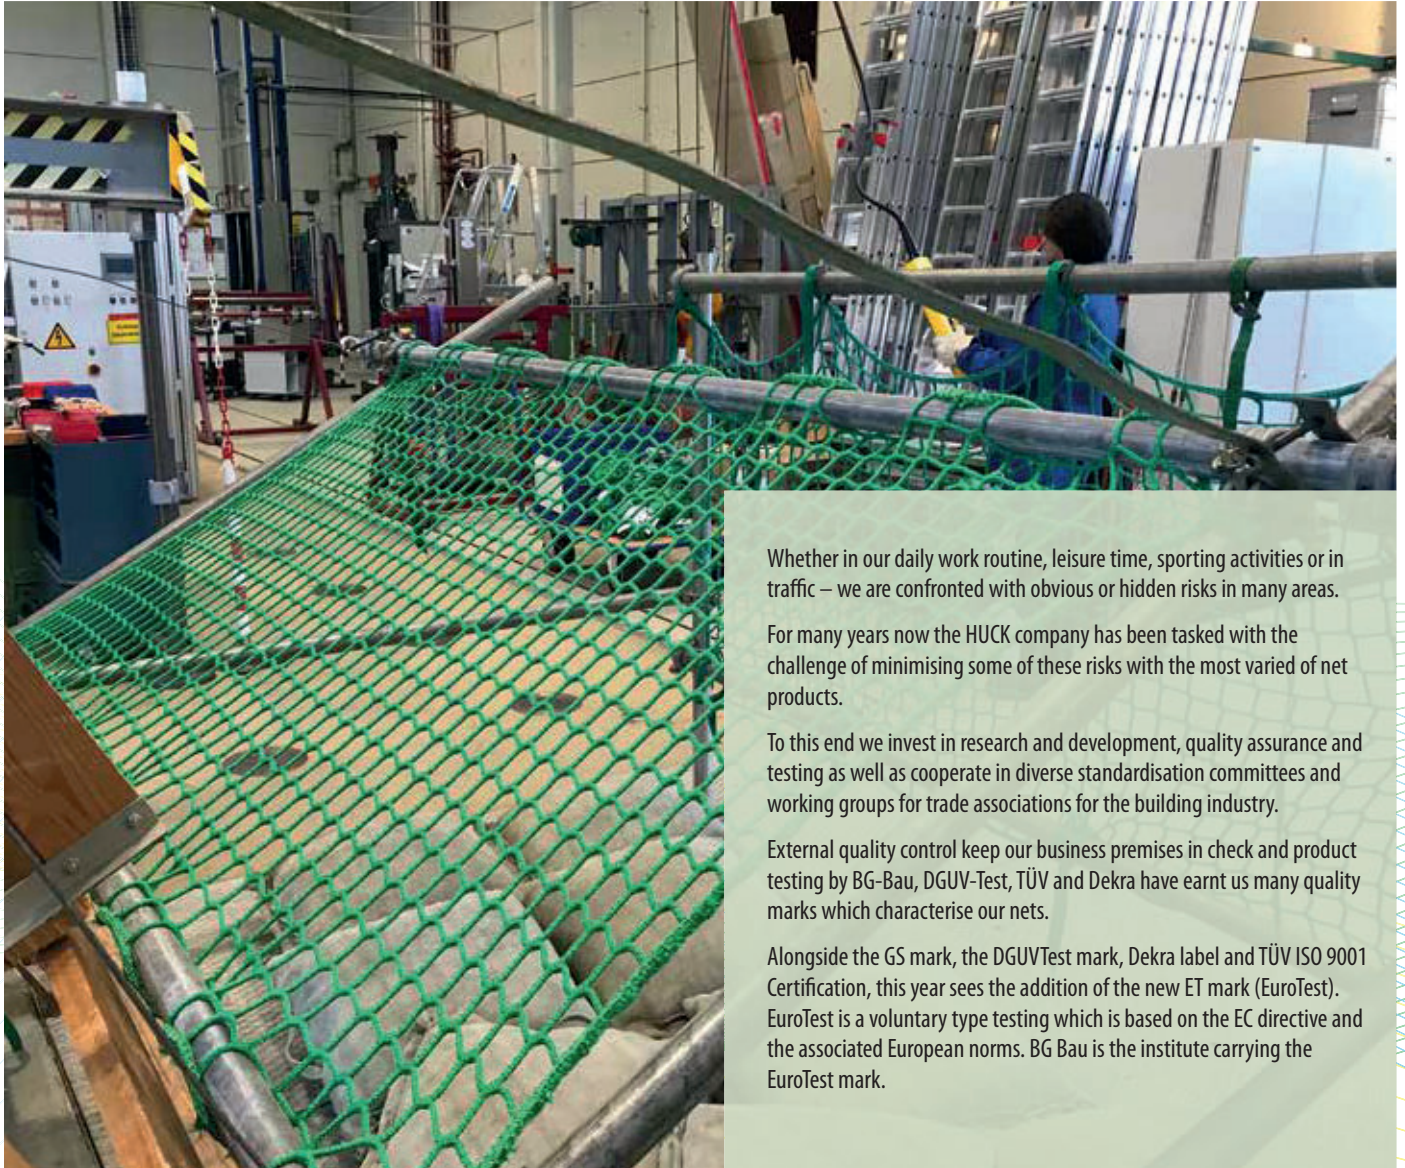 Whether in our daily work routine, leisure time, sporting activities or in
traffic – we are confronted with obvious or hidden risks in many areas.
For many years now the HUCK company has been tasked with the
challenge of minimising some of these risks with the most varied of net
products.
To this end we invest in research and development, quality assurance and
testing as well as cooperate in diverse standardisation committees and
working groups for trade associations for the building industry.
External quality control keep our business premises in check and product
testing by BG-Bau, DGUV-Test, TÜV and Dekra have earnt us many quality
marks which characterise our nets.
Alongside the GS mark, the DGUVTest mark, Dekra label and TÜV ISO 9001
Certification, this year sees the addition of the new ET mark (EuroTest).
EuroTest is a voluntary type testing which is based on the EC directive and
the associated European norms. BG Bau is the institute carrying the
EuroTest mark.